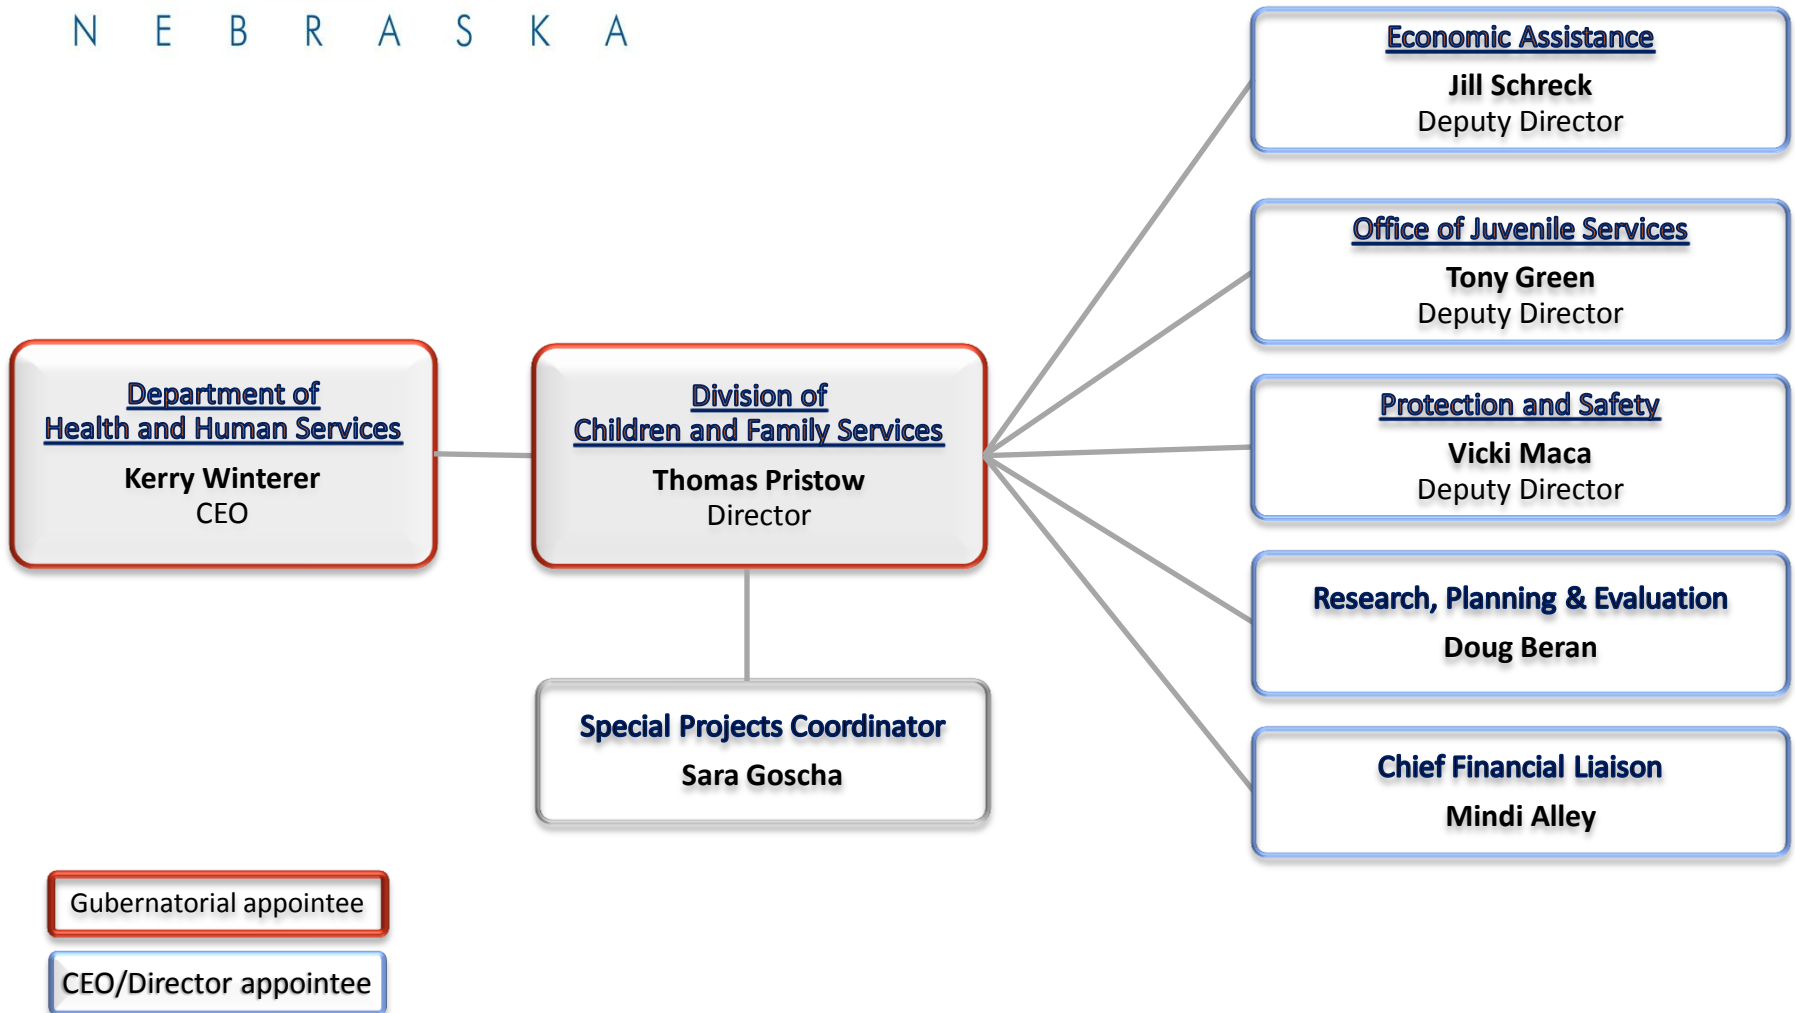 N E B R A S K A
Department of
Health and Human Services
Kerry Winterer
CEO
Division of
Children and Family Services
Thomas Pristow
Director
Special Projects Coordinator
Sara Goscha
Economic Assistance
Jill Schreck
Deputy Director
Office of Juvenile Services
Tony Green
Deputy Director
Protection and Safety
Vicki Maca
Deputy Director
Research, Planning & Evaluation
Doug Beran
Chief Financial Liaison
Mindi Alley
Gubernatorial appointee
CEO/Director appointee